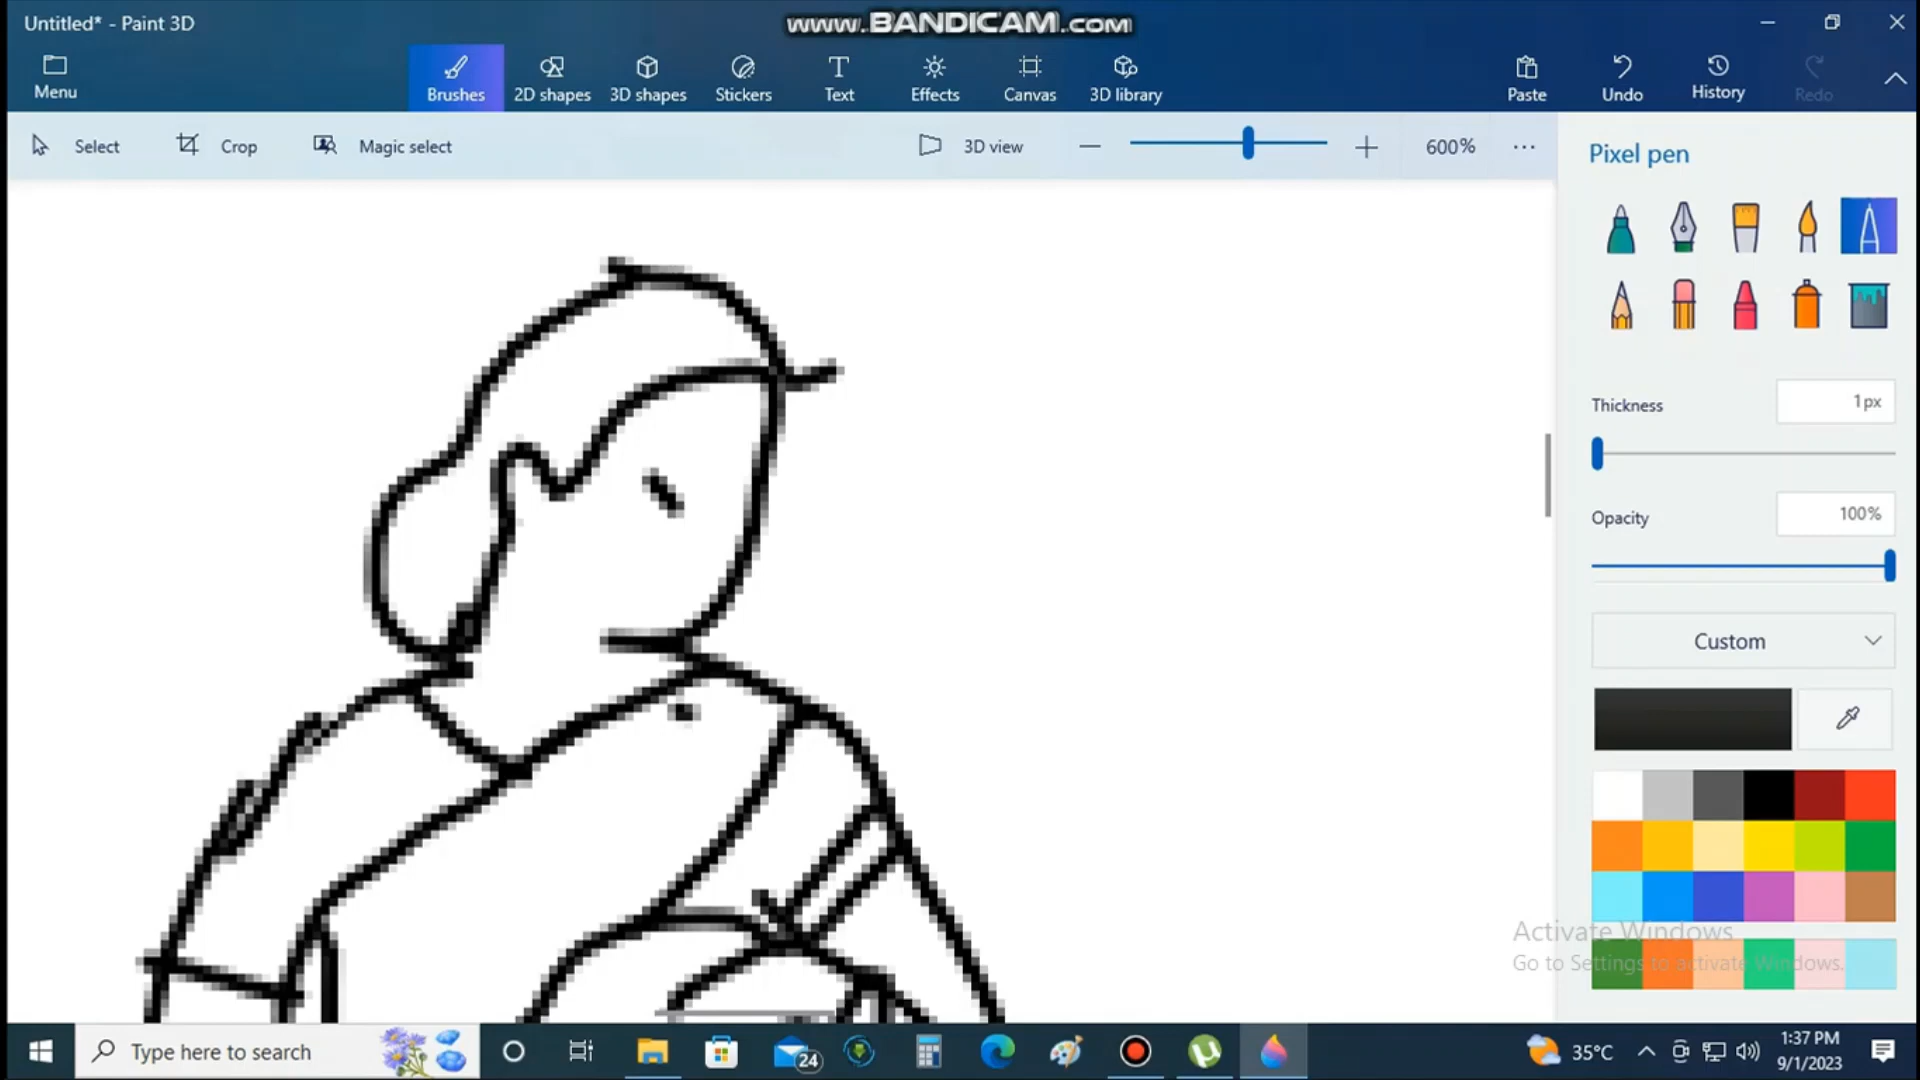 Untitled* - Paint 3D
www.BANDICAM.com
Menu
Brushes
2D shapes
3D shapes
Stickers
Text
Effects
Canvas
3D library
Paste
Undo
History
Redo
Select
Crop
Magic select
3D view
600%
Pixel pen
Thickness
1px
Opacity
100%
Custom
Activate Windows
Go to Settings to activate Windows.
Type here to search
24
35°C
1:37 PM
9/1/2023